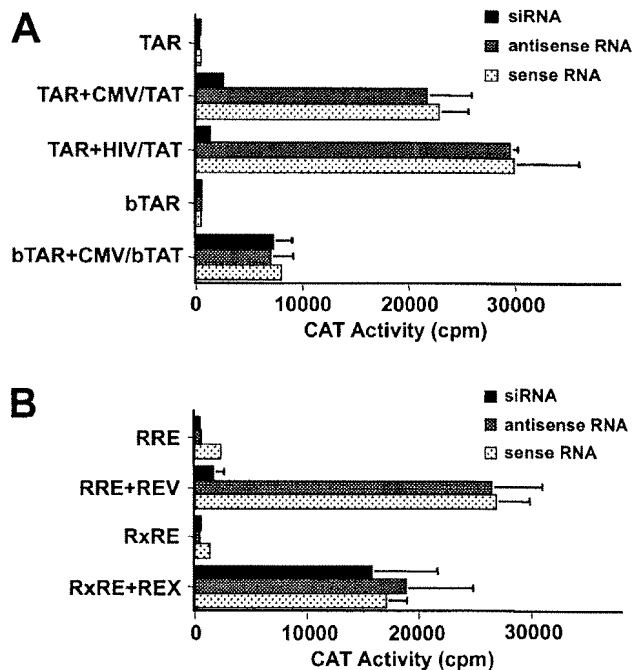 A
siRNA
antisense RNA
sense RNA
TAR
TAR+CMV/TAT
TAR+HIV/TAT
bTAR
bTAR+CMV/bTAT
0 10000 20000 30000
CAT Activity (cpm)
B
siRNA
antisense RNA
sense RNA
RRE
RRE+REV
RxRE
RxRE+REX
0 10000 20000 30000
CAT Activity (cpm)